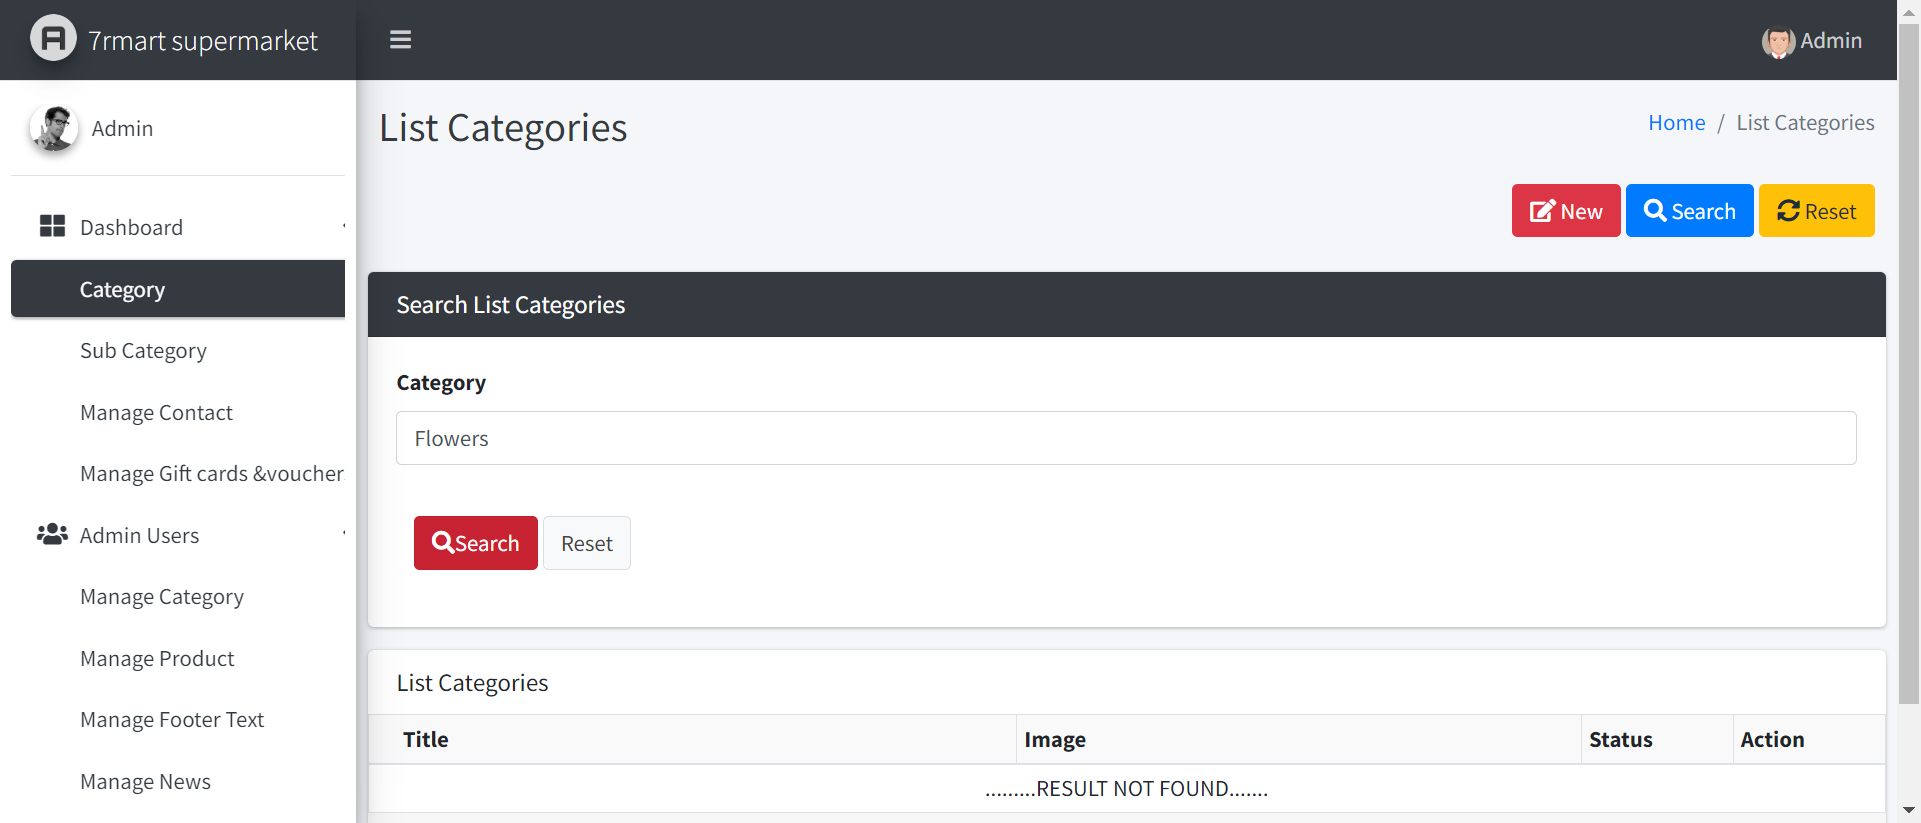 7rmart supermarket
Admin
Admin
List Categories
Home / List Categories
New
Search
Reset
Dashboard
Category
Sub Category
Manage Contact
Manage Gift cards &voucher
Admin Users
Manage Category
Manage Product
Manage Footer Text
Manage News
Search List Categories
Category
Flowers
Search
Reset
List Categories
Title Image Status Action
.........RESULT NOT FOUND.......